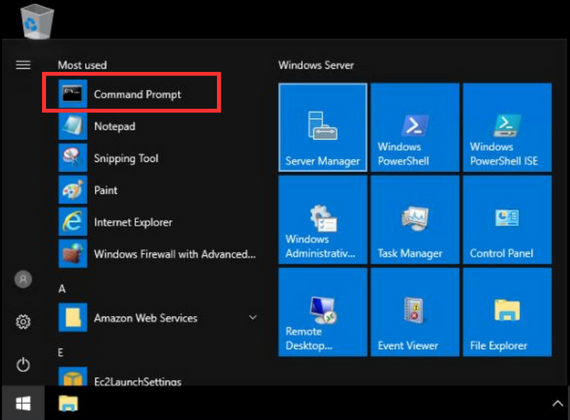 Most used
Command Prompt
Notepad
Snipping Tool
Paint
Internet Explorer
Windows Firewall with Advanced...
A
Amazon Web Services
E
Ec2LaunchSettings
Windows Server
Server Manager
Windows
PowerShell
Windows
PowerShell ISE
Windows
Administrativ...
Task Manager
Control Panel
Remote
Desktop...
Event Viewer
File Explorer